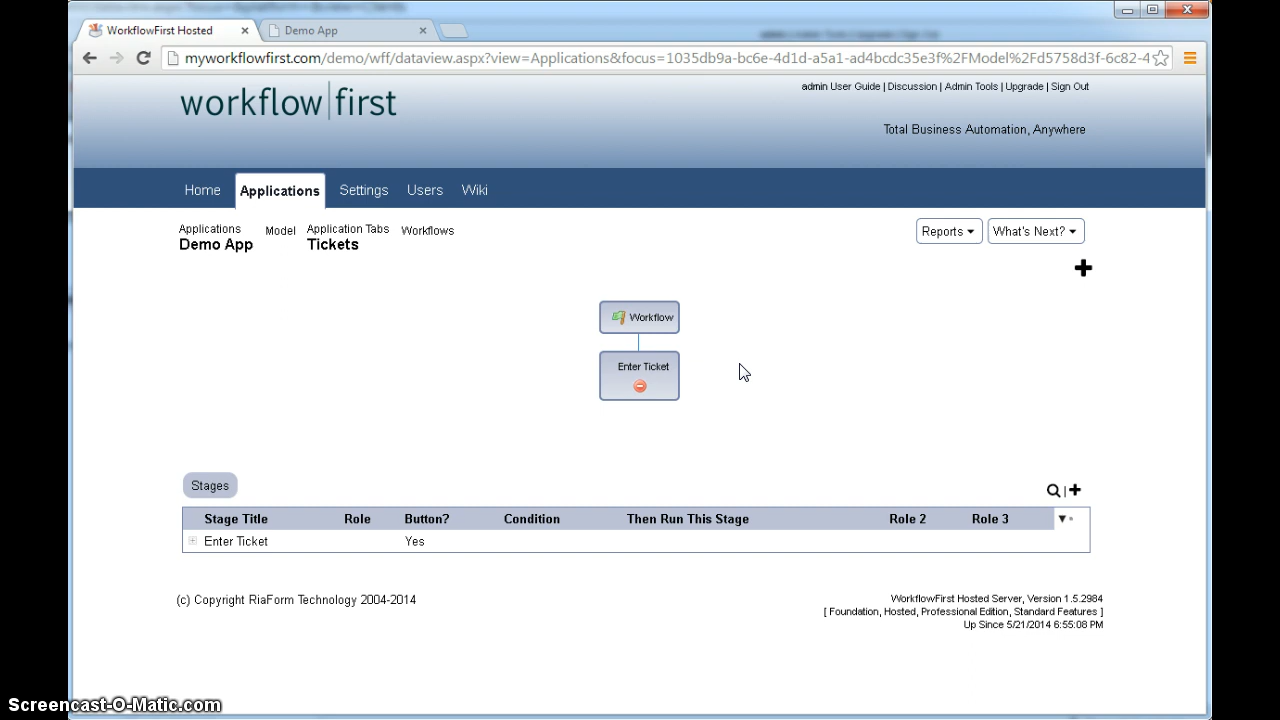 WorkflowFirst Hosted
Demo App
myworkflowfirst.com/demo/wff/dataview.aspx?view=Applications&focus=1035db9a-bc6e-4d1d-a5a1-ad4bcdc35e3f%2FModel%2Fd5758d3f-6c82-4
workflow|first
admin User Guide | Discussion | Admin Tools | Upgrade | Sign Out
Total Business Automation, Anywhere
Home Applications Settings Users Wiki
Applications Model Application Tabs Workflows
Demo App Tickets
Reports What's Next?
Workflow
Enter Ticket
Stages
Stage Title Role Button? Condition Then Run This Stage Role 2 Role 3
Enter Ticket Yes
(c) Copyright RiaForm Technology 2004-2014
WorkflowFirst Hosted Server, Version 1.5.2984
[ Foundation, Hosted, Professional Edition, Standard Features ]
Up Since 5/21/2014 6:55:08 PM
Screencast-O-Matic.com